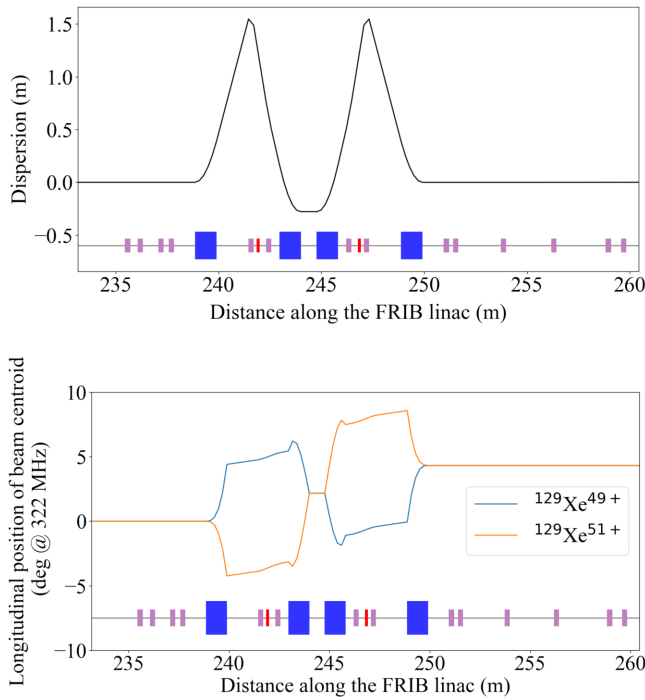 1.5
1.0
0.5
0.0
−0.5
Dispersion (m)
235 240 245 250 255 260
Distance along the FRIB linac (m)
10
5
0
−5
−10
Longitudinal position of beam centroid
(deg @ 322 MHz)
¹²⁹Xe⁴⁹⁺
¹²⁹Xe⁵¹⁺
235 240 245 250 255 260
Distance along the FRIB linac (m)